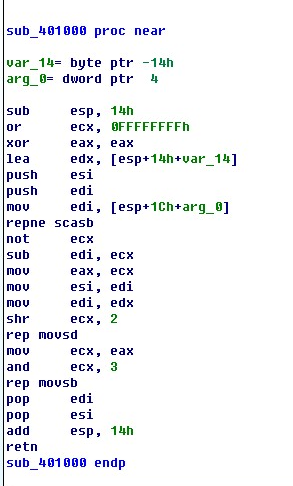 sub_401000 proc near
var_14= byte ptr -14h
arg_0= dword ptr  4
sub     esp, 14h
or      ecx, 0FFFFFFFFh
xor     eax, eax
lea     edx, [esp+14h+var_14]
push    esi
push    edi
mov     edi, [esp+1Ch+arg_0]
repne scasb
not     ecx
sub     edi, ecx
mov     eax, ecx
mov     esi, edi
mov     edi, edx
shr     ecx, 2
rep movsd
mov     ecx, eax
and     ecx, 3
rep movsb
pop     edi
pop     esi
add     esp, 14h
retn
sub_401000 endp